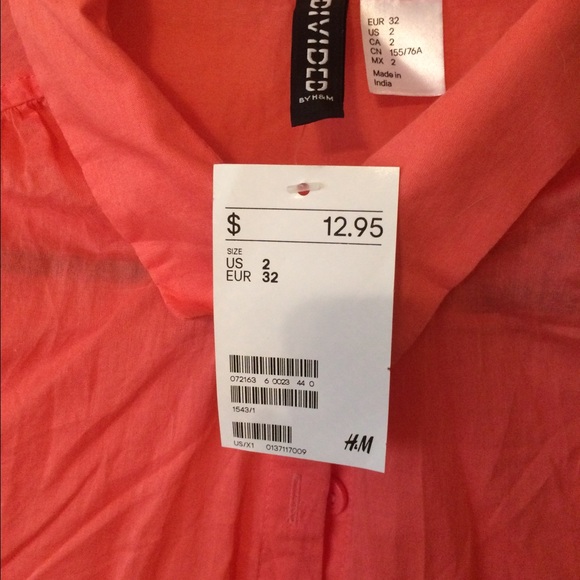 DIVIDED
BY H&M
EUR 32
US 2
CA 2
CN 155/76A
MX 2
Made in
India
$ 12.95
SIZE
US 2
EUR 32
072163 6 0023 44 0
1543/1
US/X1 0137117009
H&M